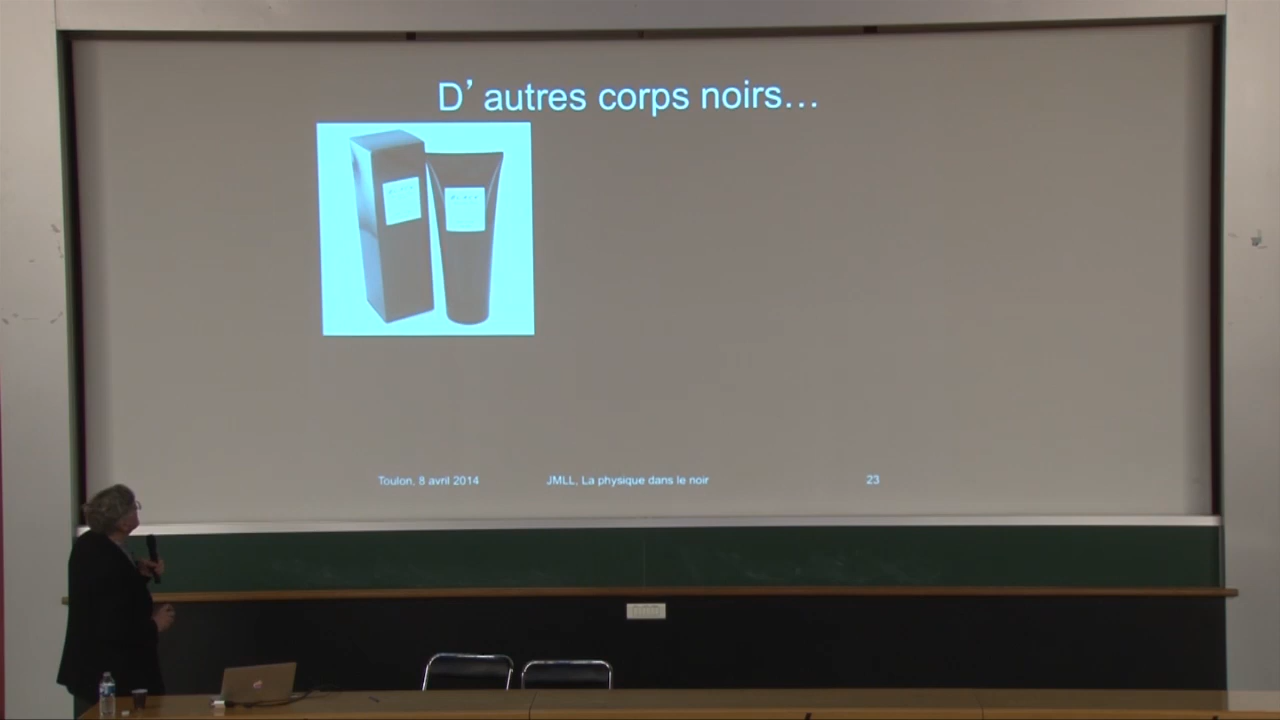 D’autres corps noirs…
Toulon, 8 avril 2014
JMLL, La physique dans le noir
23